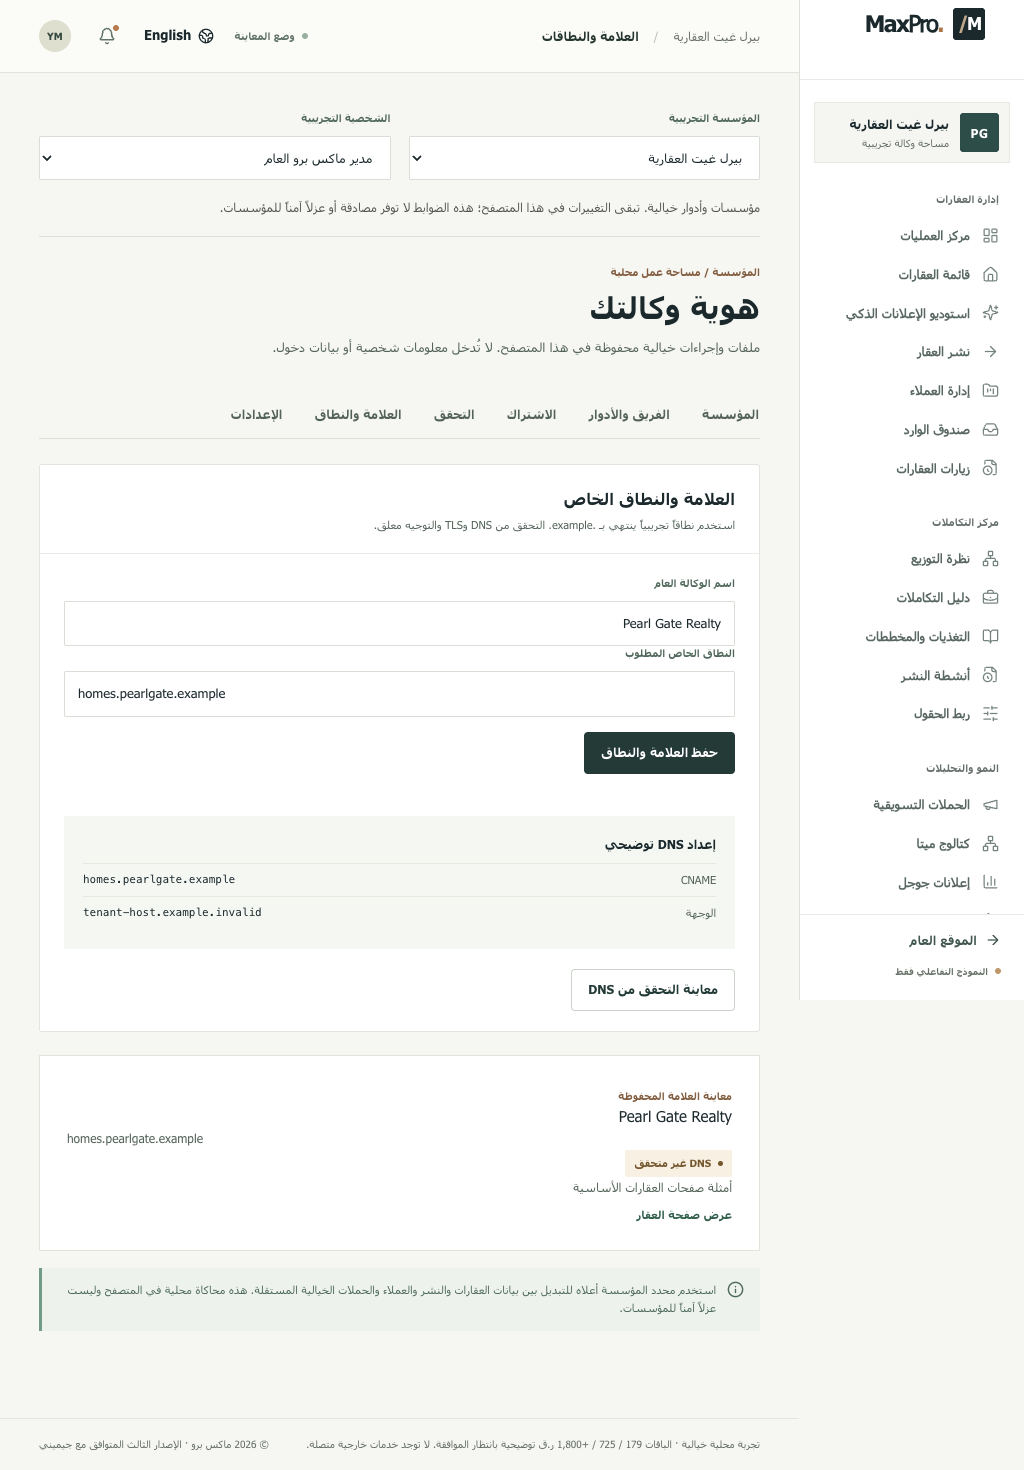 MaxPro.
/M
بيرل غيت العقارية / العلامة والنطاقات
وضع المعاينة
English
YM
PG
بيرل غيت العقارية
مساحة وكالة تجريبية
إدارة العقارات
مركز العمليات
قائمة العقارات
استوديو الإعلانات الذكي
نشر العقار
إدارة العملاء
صندوق الوارد
زيارات العقارات
مركز التكاملات
نظرة التوزيع
دليل التكاملات
التغذيات والمخططات
أنشطة النشر
ربط الحقول
النمو والتحليلات
الحملات التسويقية
كتالوج ميتا
إعلانات جوجل
الموقع العام
النموذج التفاعلي فقط
المؤسسة التجريبية
بيرل غيت العقارية
الشخصية التجريبية
مدير ماكس برو العام
مؤسسات وأدوار خيالية. تبقى التغييرات في هذا المتصفح؛ هذه الضوابط لا توفر مصادقة أو عزلاً آمناً للمؤسسات.
المؤسسة / مساحة عمل محلية
هوية وكالتك
ملفات وإجراءات خيالية محفوظة في هذا المتصفح. لا تُدخل معلومات شخصية أو بيانات دخول.
المؤسسة
الفريق والأدوار
الاشتراك
التحقق
العلامة والنطاق
الإعدادات
العلامة والنطاق الخاص
استخدم نطاقاً تجريبياً ينتهي بـ .example. التحقق من DNS وTLS والتوجيه معلق.
اسم الوكالة العام
Pearl Gate Realty
النطاق الخاص المطلوب
homes.pearlgate.example
حفظ العلامة والنطاق
إعداد DNS توضيحي
CNAME homes.pearlgate.example
الوجهة tenant-host.example.invalid
معاينة التحقق من DNS
معاينة العلامة المحفوظة
Pearl Gate Realty
homes.pearlgate.example
DNS غير متحقق
أمثلة صفحات العقارات الأساسية
عرض صفحة العقار
استخدم محدد المؤسسة أعلاه للتبديل بين بيانات العقارات والنشر والعملاء والحملات الخيالية المستقلة. هذه محاكاة محلية في المتصفح وليست
عزلاً آمناً للمؤسسات.
تجربة محلية خيالية · الباقات 179 / 725 / +1,800 ر.ق توضيحية بانتظار الموافقة. لا توجد خدمات خارجية متصلة.
© 2026 ماكس برو · الإصدار الثالث المتوافق مع جيميني